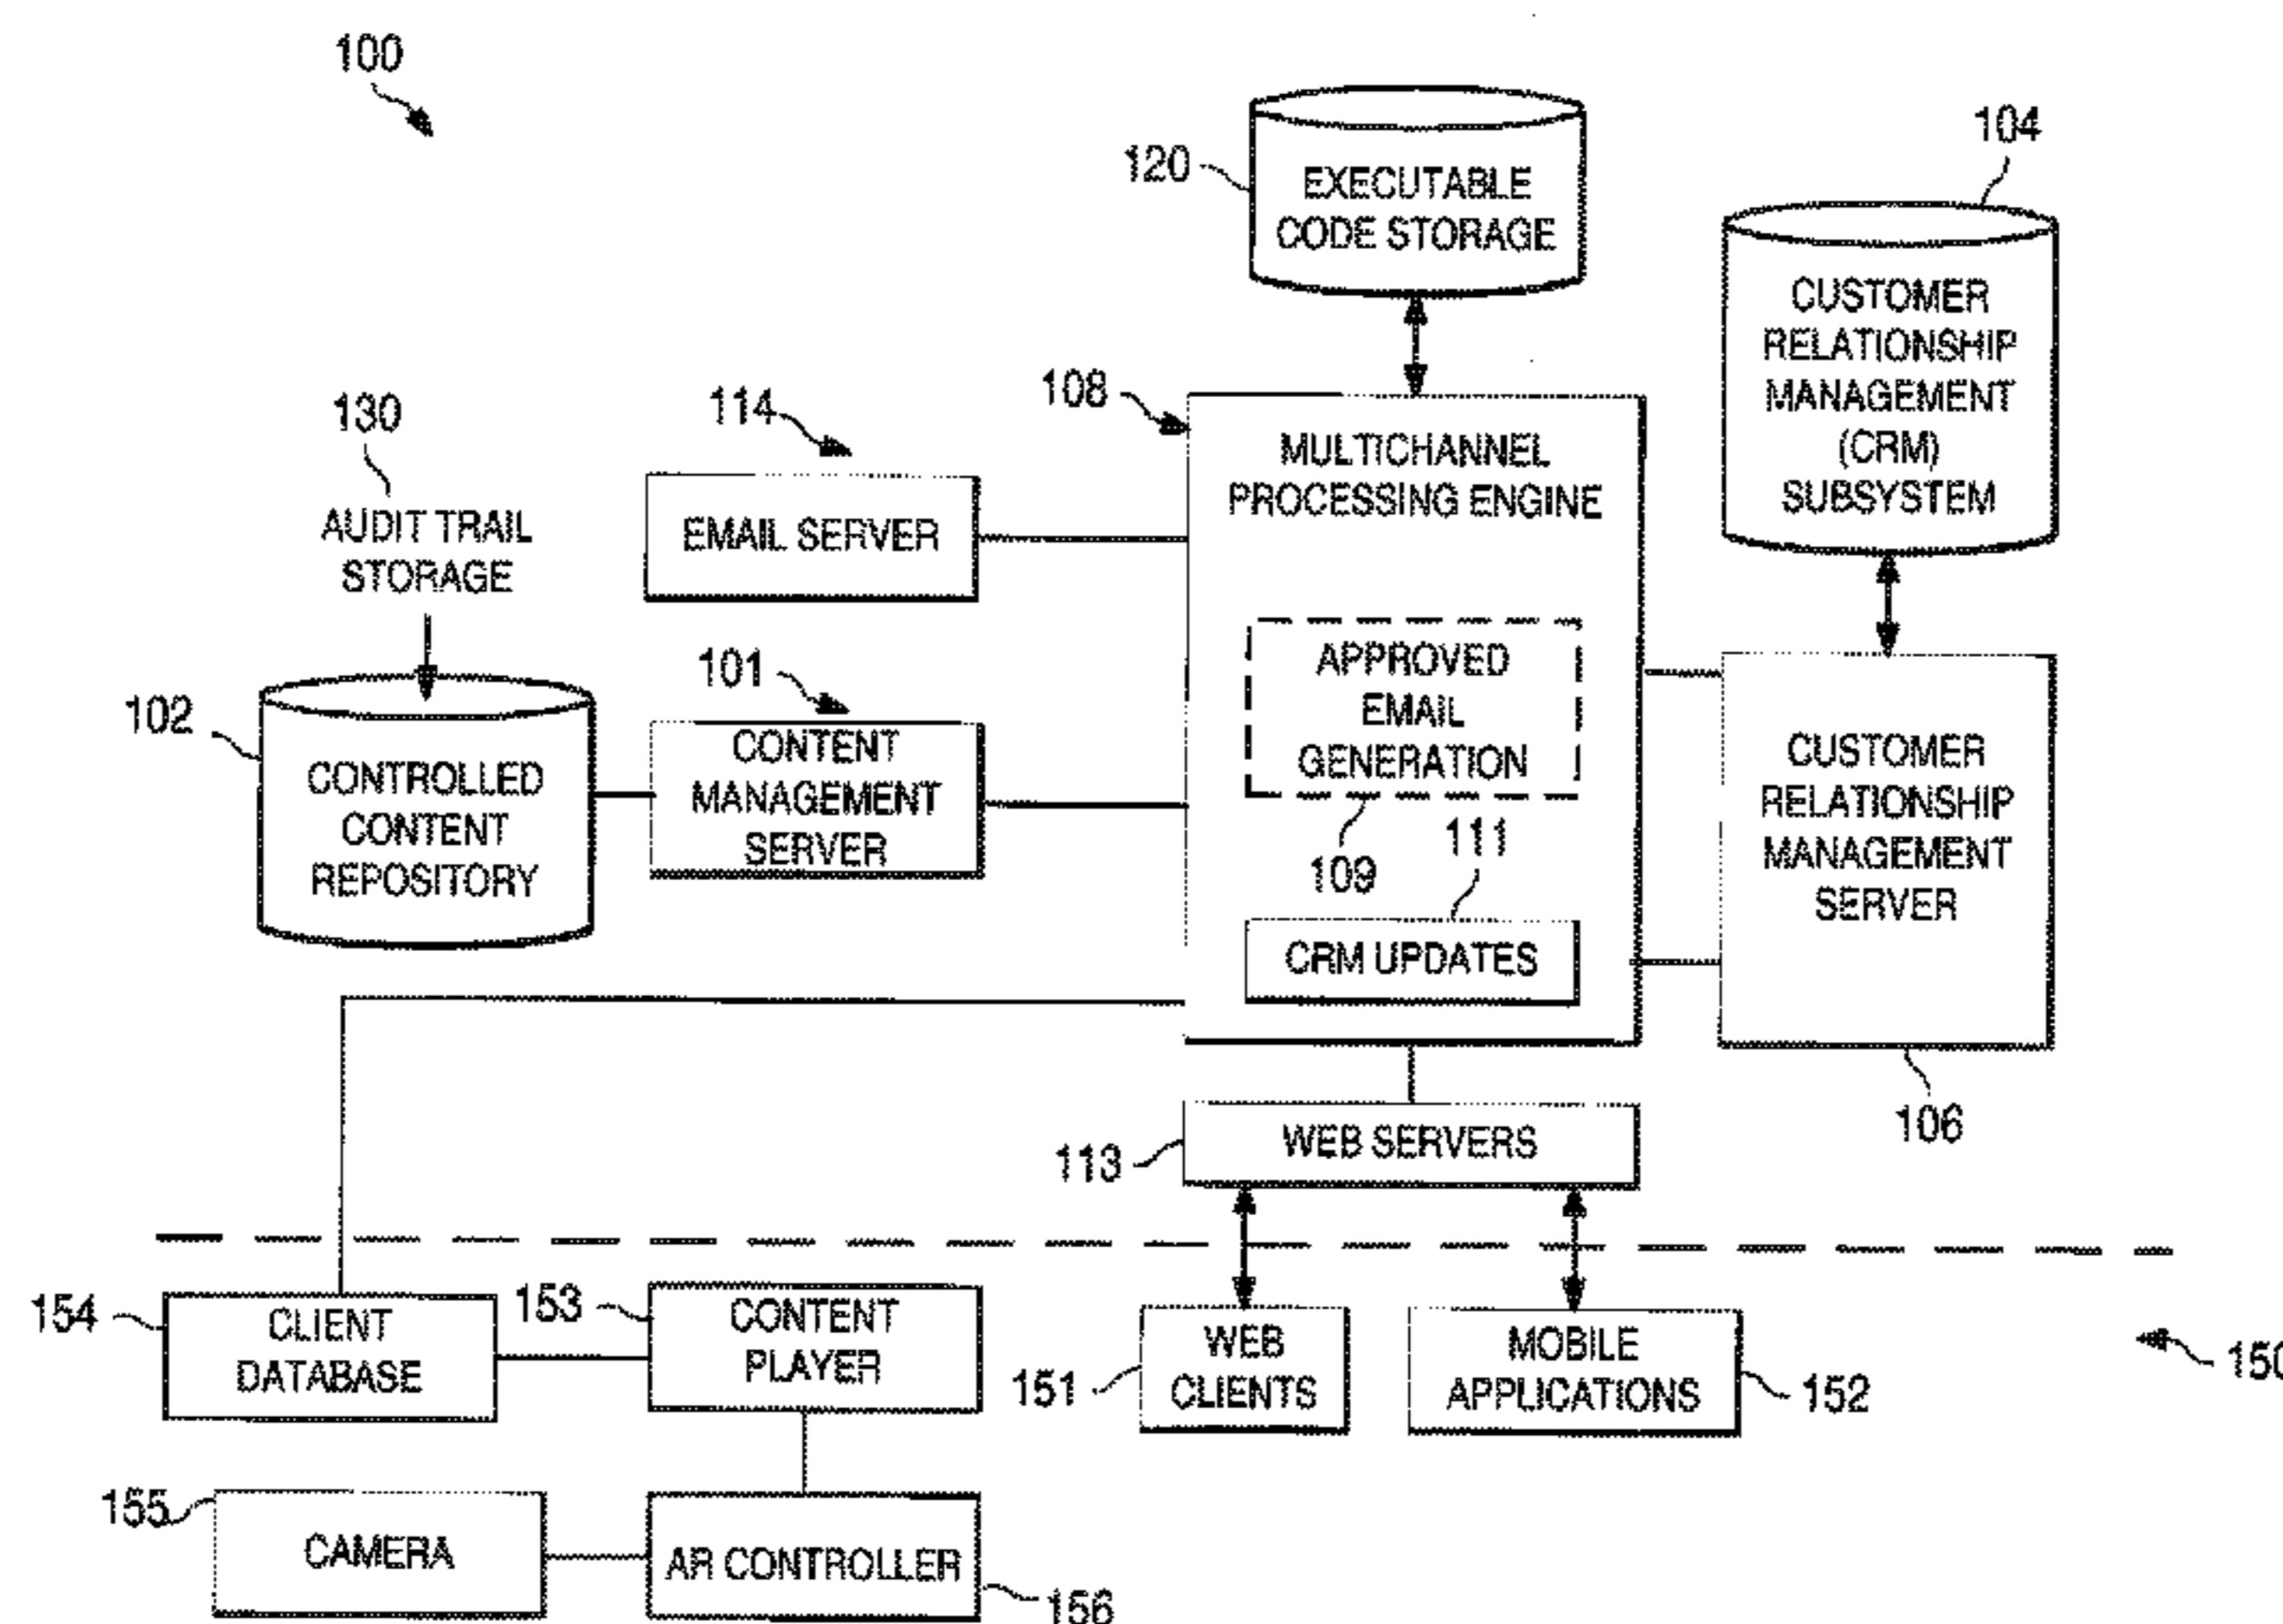 100
120
EXECUTABLE
CODE STORAGE
104
CUSTOMER
RELATIONSHIP
MANAGEMENT
(CRM)
SUBSYSTEM
130
AUDIT TRAIL
STORAGE
114
EMAIL SERVER
108
MULTICHANNEL
PROCESSING ENGINE
APPROVED
EMAIL
GENERATION
109
111
CRM UPDATES
102
CONTROLLED
CONTENT
REPOSITORY
101
CONTENT
MANAGEMENT
SERVER
CUSTOMER
RELATIONSHIP
MANAGEMENT
SERVER
106
113
WEB SERVERS
154
CLIENT
DATABASE
153
CONTENT
PLAYER
151
WEB
CLIENTS
MOBILE
APPLICATIONS
152
150
155
CAMERA
AR CONTROLLER
156